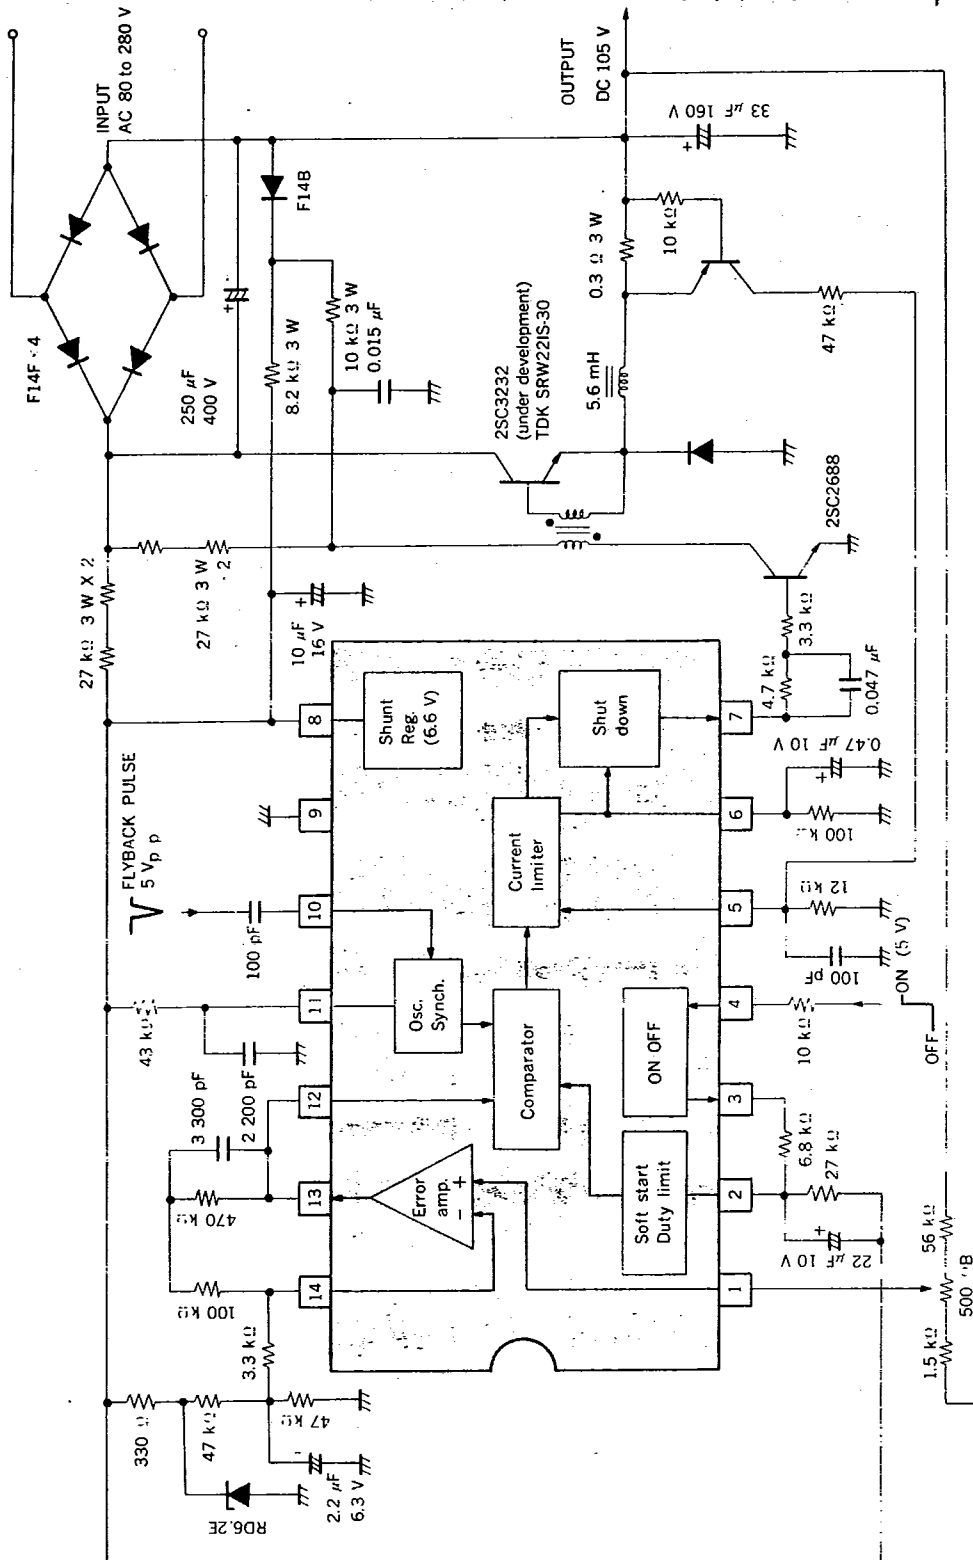 INPUT
AC 80 to 280 V
F14F × 4
250 µF
400 V
F14B
8.2 kΩ 3 W
10 kΩ 3 W
0.015 µF
OUTPUT
DC 105 V
33 µF 160 V
0.3 Ω 3 W
10 kΩ
47 kΩ
5.6 mH
2SC3232
(under development)
TDK SRW22IS-30
2SC2688
27 kΩ 3 W X 2
27 kΩ 3 W
2
10 µF
16 V
3.3 kΩ
4.7 kΩ
0.047 µF
FLYBACK PULSE
5 Vp p
100 pF
43 kΩ
2 200 pF
3 300 pF
470 kΩ
100 kΩ
3.3 kΩ
330 Ω
47 kΩ
47 kΩ
2.2 µF
6.3 V
RD6.2E
14
13
12
11
10
9
8
Error
amp.
- +
Osc.
Synch.
Shunt
Reg.
(6.6 V)
Comparator
Current
limiter
Shut
down
Soft start
Duty limit
ON OFF
1
2
3
4
5
6
7
0.47 µF 10 V
100 kΩ
12 kΩ
100 pF
10 kΩ
ON (5 V)
OFF
6.8 kΩ
27 kΩ
22 µF 10 V
56 kΩ
1.5 kΩ